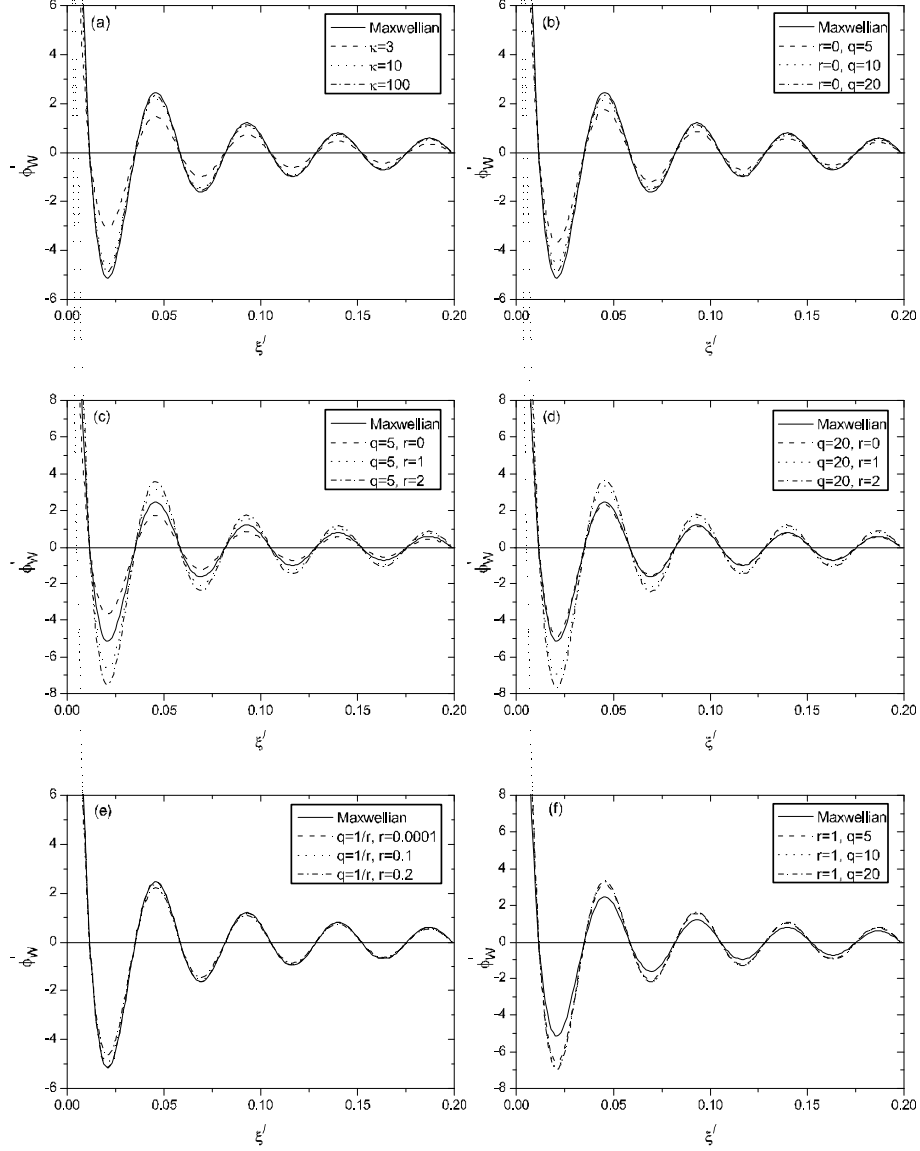 (a)
Maxwellian
κ=3
κ=10
κ=100
6
4
2
0
-2
-4
-6
ϕ'W
0.00 0.05 0.10 0.15 0.20
ξ′
(b)
Maxwellian
r=0, q=5
r=0, q=10
r=0, q=20
6
4
2
0
-2
-4
-6
ϕ'W
0.00 0.05 0.10 0.15 0.20
ξ′
(c)
Maxwellian
q=5, r=0
q=5, r=1
q=5, r=2
8
6
4
2
0
-2
-4
-6
-8
ϕ'W
0.00 0.05 0.10 0.15 0.20
ξ′
(d)
Maxwellian
q=20, r=0
q=20, r=1
q=20, r=2
8
6
4
2
0
-2
-4
-6
-8
ϕ'W
0.00 0.05 0.10 0.15 0.20
ξ′
(e)
Maxwellian
q=1/r, r=0.0001
q=1/r, r=0.1
q=1/r, r=0.2
6
4
2
0
-2
-4
-6
ϕ'W
0.00 0.05 0.10 0.15 0.20
ξ′
(f)
Maxwellian
r=1, q=5
r=1, q=10
r=1, q=20
8
6
4
2
0
-2
-4
-6
-8
ϕ'W
0.00 0.05 0.10 0.15 0.20
ξ′